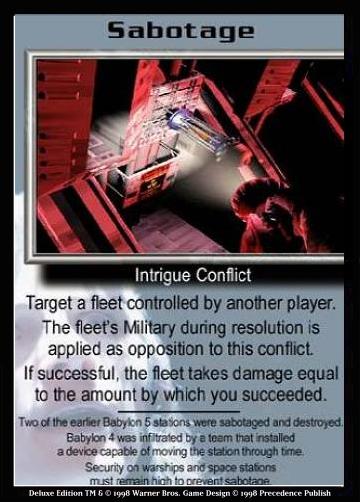 Sabotage
Intrigue Conflict
Target a fleet controlled by another player.
The fleet's Military during resolution is
applied as opposition to this conflict.
If successful, the fleet takes damage equal
to the amount by which you succeeded.
Two of the earlier Babylon 5 stations were sabotaged and destroyed.
Babylon 4 was infiltrated by a team that installed
a device capable of moving the station through time.
Security on warships and space stations
must remain high to prevent sabotage.
Deluxe Edition TM & © 1998 Warner Bros. Game Design © 1998 Precedence Publish